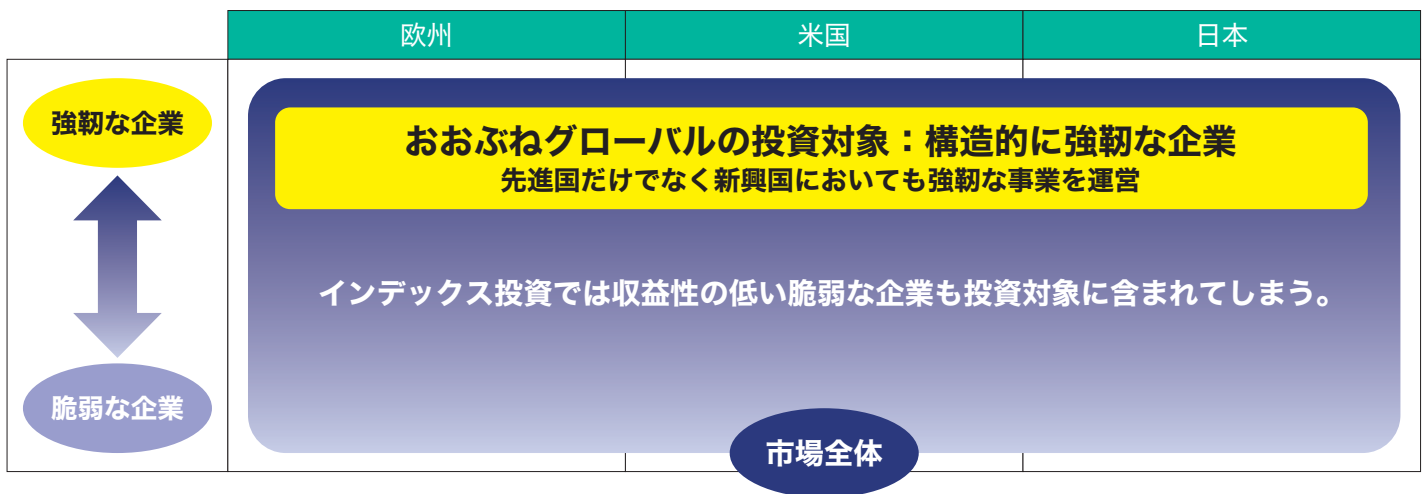 欧州
米国
日本
強靭な企業
おおぶねグローバルの投資対象：構造的に強靭な企業
先進国だけでなく新興国においても強靭な事業を運営
インデックス投資では収益性の低い脆弱な企業も投資対象に含まれてしまう。
脆弱な企業
市場全体